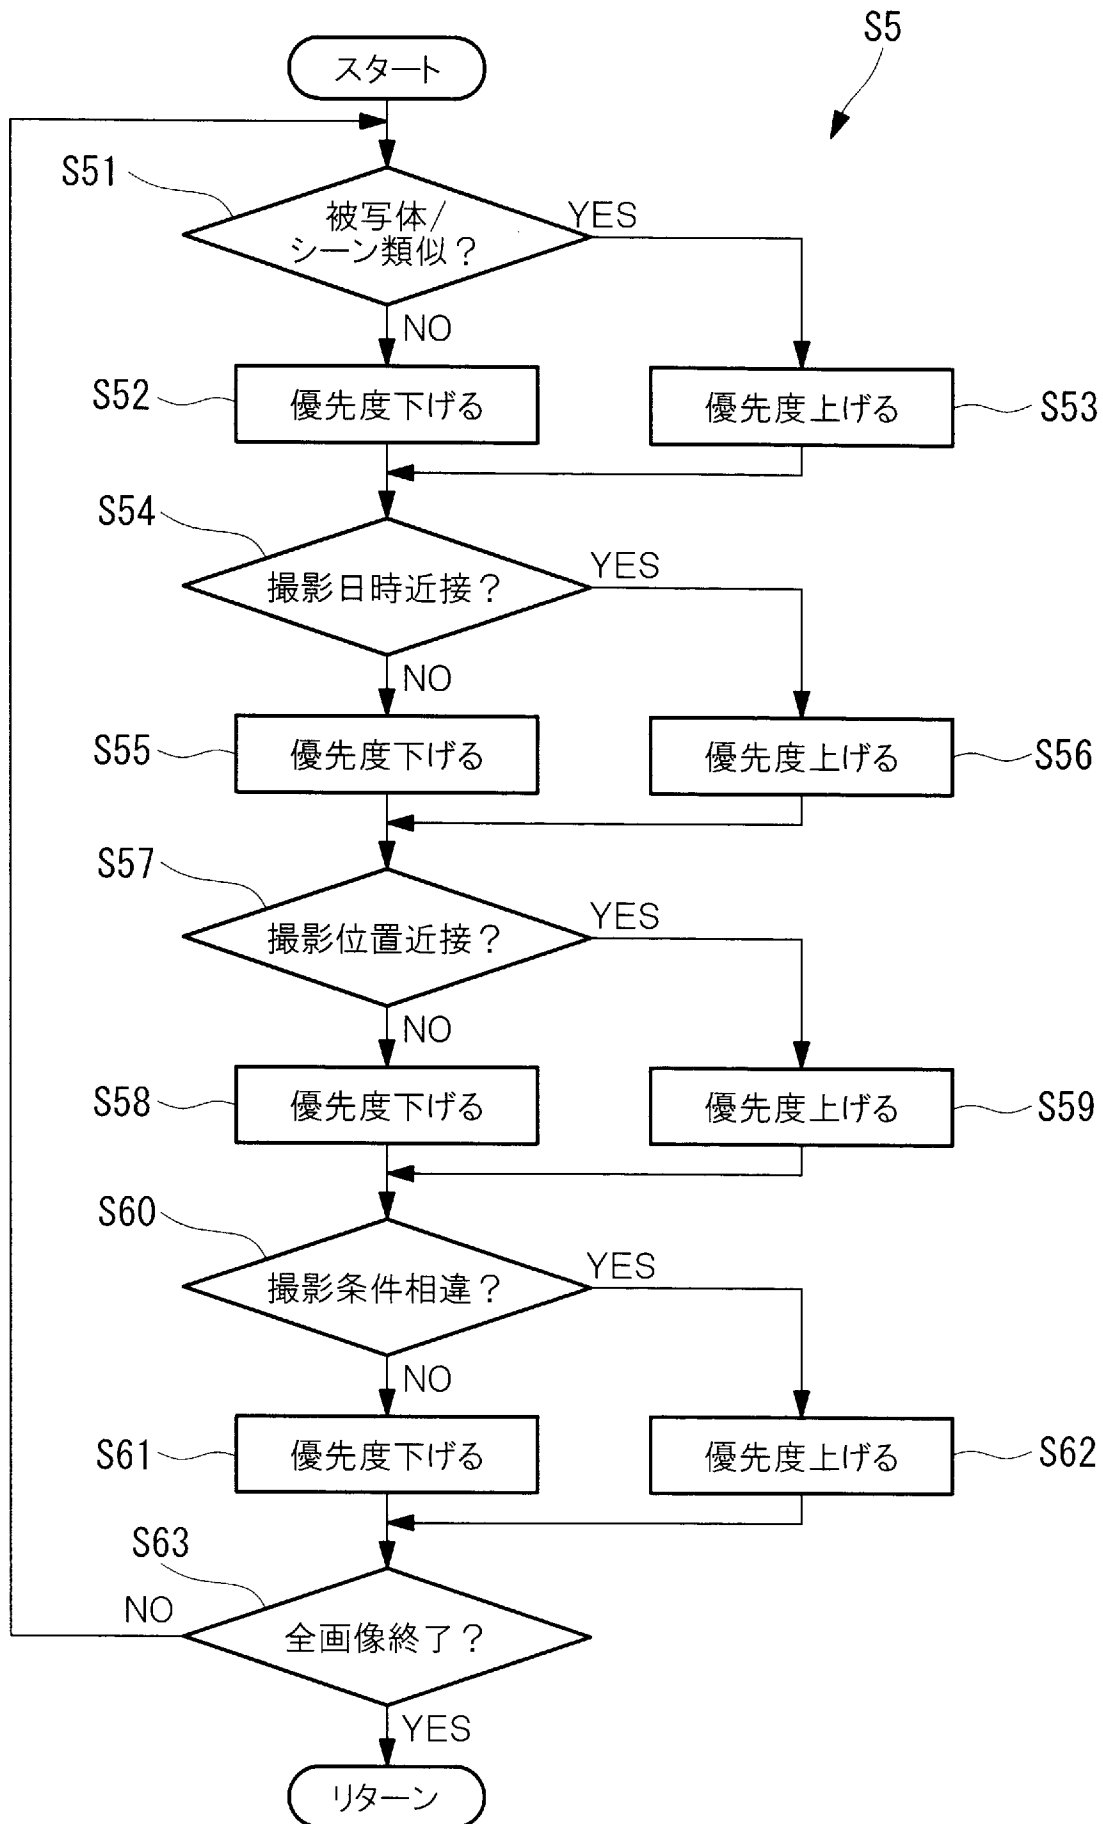 S5
スタート
S51
被写体/
シーン類似?
YES
NO
S52
優先度下げる
優先度上げる
S53
S54
撮影日時近接?
YES
NO
S55
優先度下げる
優先度上げる
S56
S57
撮影位置近接?
YES
NO
S58
優先度下げる
優先度上げる
S59
S60
撮影条件相違?
YES
NO
S61
優先度下げる
優先度上げる
S62
S63
NO
全画像終了?
YES
リターン